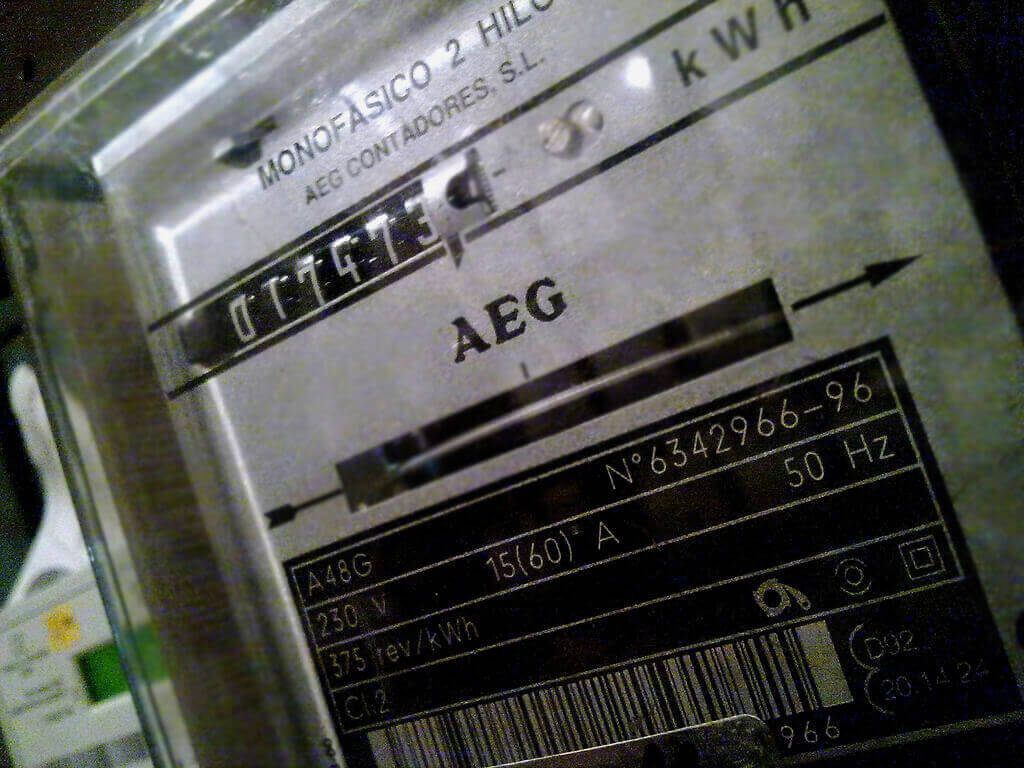 MONOFASICO 2 HILO
AEG CONTADORES, S.L.
kWh
017473
AEG
Nº6342966-96
A48G
15(60) A
50 Hz
230 V
375 rev/kWh
Cl.2
D92
20.14.24
966